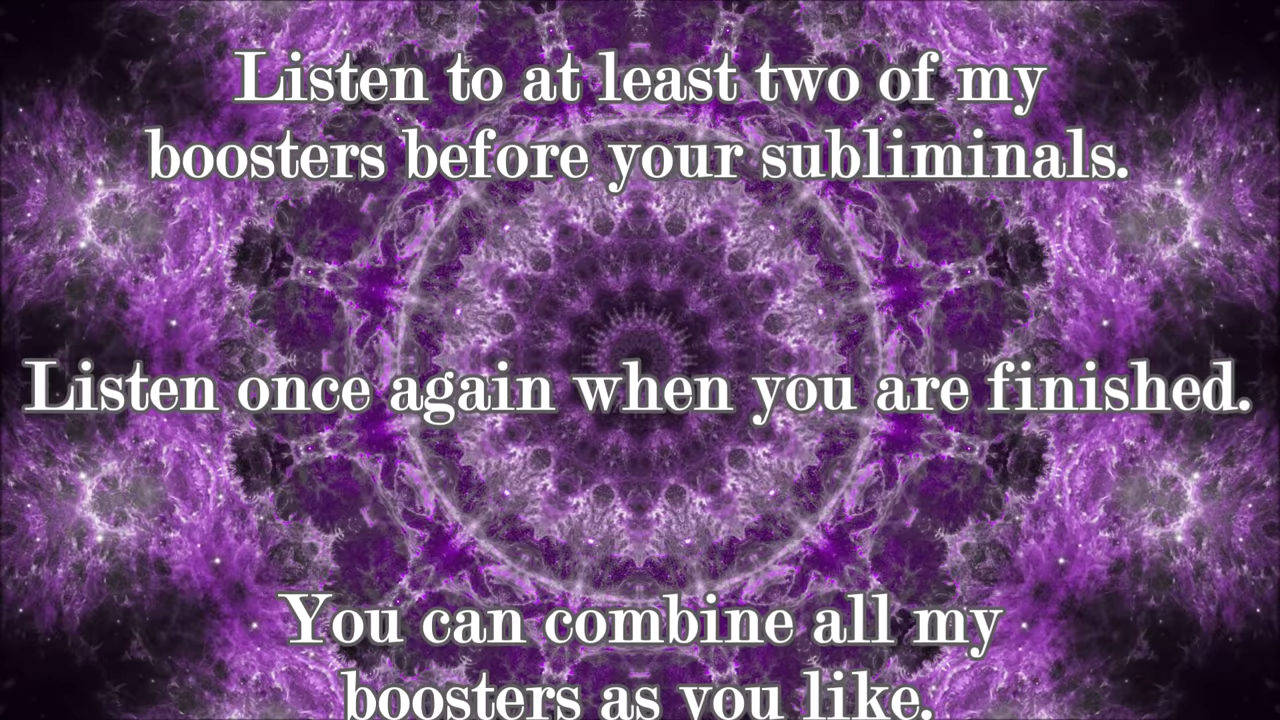 Listen to at least two of my
boosters before your subliminals.
Listen once again when you are finished.
You can combine all my
boosters as you like.